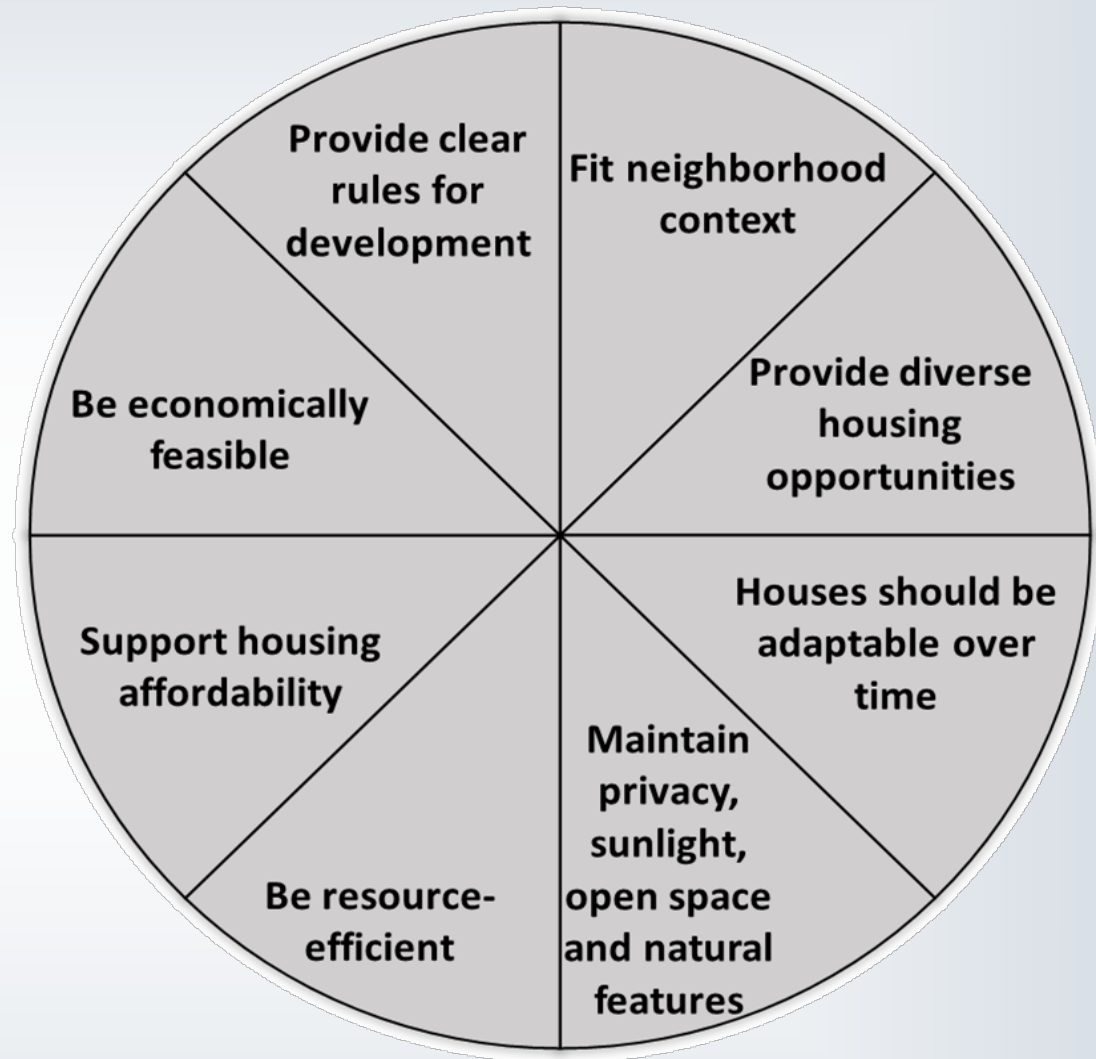 Provide clear
rules for
development
Fit neighborhood
context
Provide diverse
housing
opportunities
Houses should be
adaptable over
time
Maintain
privacy,
sunlight,
open space
and natural
features
Be resource-
efficient
Support housing
affordability
Be economically
feasible